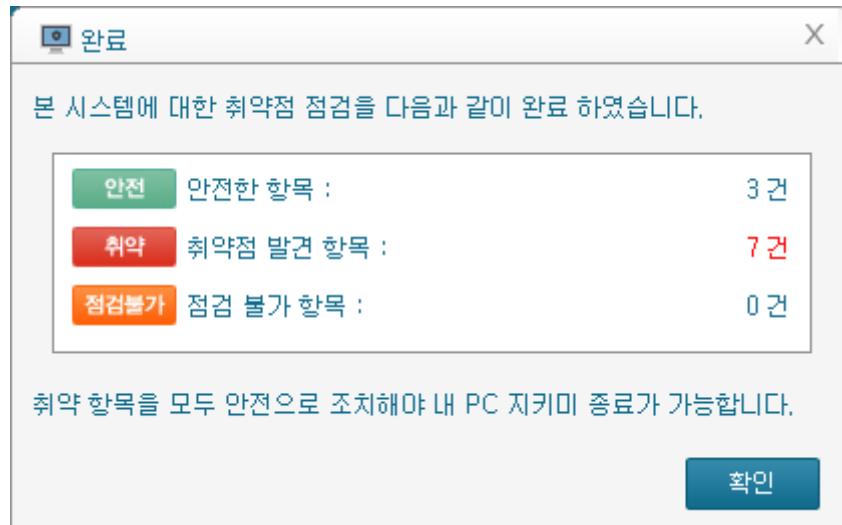 완료 X
본 시스템에 대한 취약점 점검을 다음과 같이 완료 하였습니다.
안전 안전한 항목 : 3 건
취약 취약점 발견 항목 : 7 건
점검불가 점검 불가 항목 : 0 건
취약 항목을 모두 안전으로 조치해야 내 PC 지키미 종료가 가능합니다.
확인